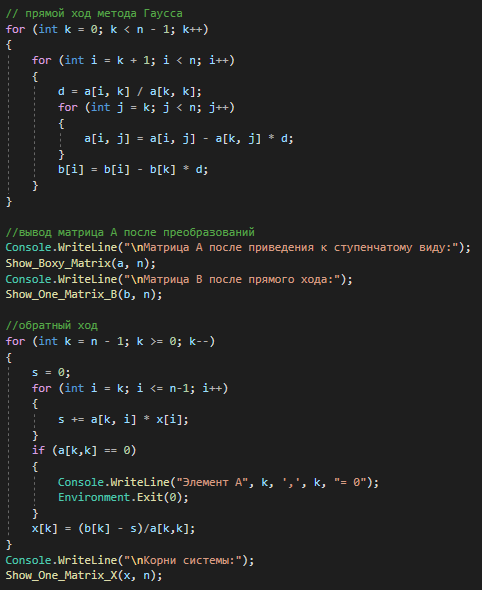 // прямой ход метода Гаусса
for (int k = 0; k < n - 1; k++)
{
    for (int i = k + 1; i < n; i++)
    {
        d = a[i, k] / a[k, k];
        for (int j = k; j < n; j++)
        {
            a[i, j] = a[i, j] - a[k, j] * d;
        }
        b[i] = b[i] - b[k] * d;
    }
}

//вывод матрица А после преобразований
Console.WriteLine("\nМатрица А после приведения к ступенчатому виду:");
Show_Boxy_Matrix(a, n);
Console.WriteLine("\nМатрица В после прямого хода:");
Show_One_Matrix_B(b, n);

//обратный ход
for (int k = n - 1; k >= 0; k--)
{
    s = 0;
    for (int i = k; i <= n-1; i++)
    {
        s += a[k, i] * x[i];
    }
    if (a[k,k] == 0)
    {
        Console.WriteLine("Элемент А", k, ',', k, "= 0");
        Environment.Exit(0);
    }
    x[k] = (b[k] - s)/a[k,k];
}
Console.WriteLine("\nКорни системы:");
Show_One_Matrix_X(x, n);